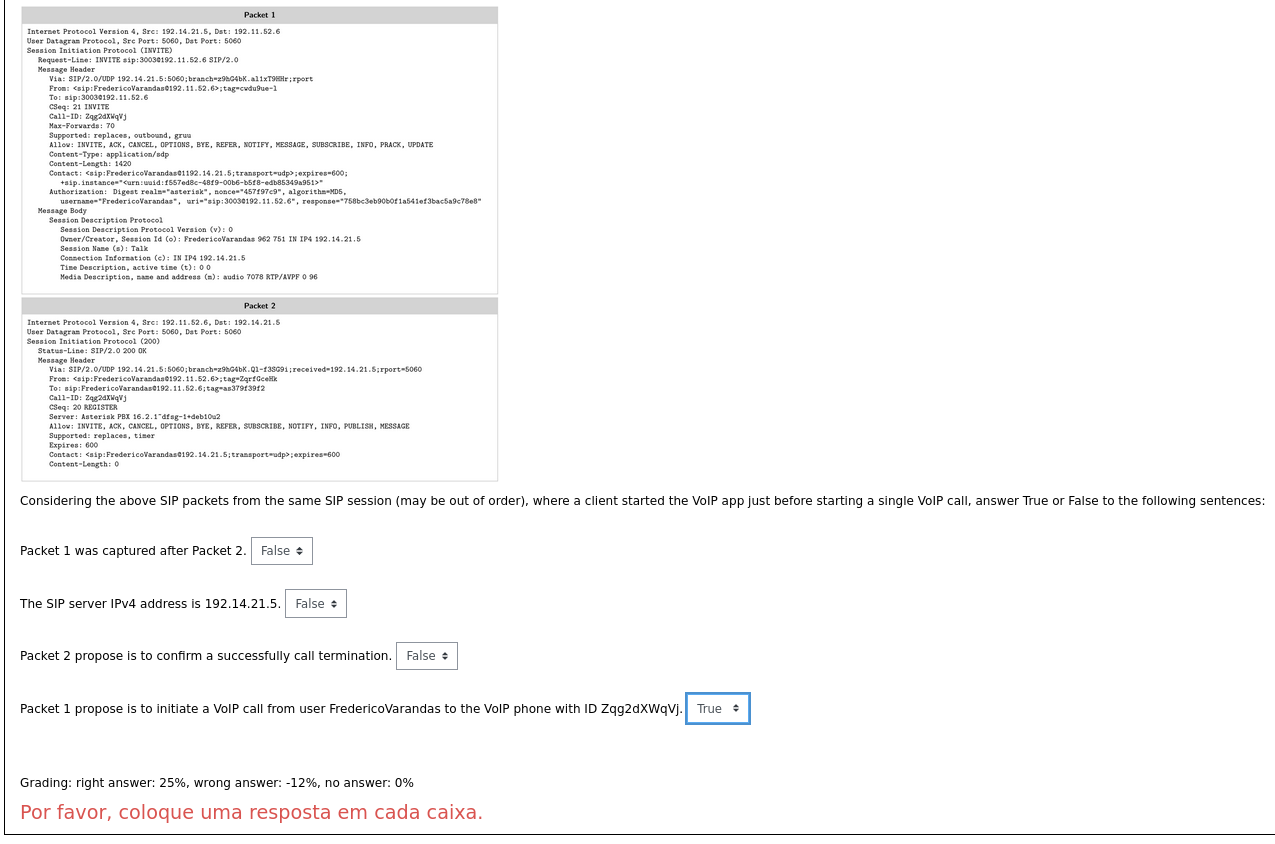 Packet 1
Internet Protocol Version 4, Src: 192.14.21.5, Dst: 192.11.52.6
User Datagram Protocol, Src Port: 5060, Dst Port: 5060
Session Initiation Protocol (INVITE)
Request-Line: INVITE sip:3003@192.11.52.6 SIP/2.0
Message Header
Via: SIP/2.0/UDP 192.14.21.5:5060;branch=z9hG4bK.al1xT9HHr;rport
From: <sip:FredericoVarandas@192.11.52.6>;tag=cwdu9ue-l
To: sip:3003@192.11.52.6
CSeq: 21 INVITE
Call-ID: Zqg2dXWqVj
Max-Forwards: 70
Supported: replaces, outbound, gruu
Allow: INVITE, ACK, CANCEL, OPTIONS, BYE, REFER, NOTIFY, MESSAGE, SUBSCRIBE, INFO, PRACK, UPDATE
Content-Type: application/sdp
Content-Length: 1420
Contact: <sip:FredericoVarandas@1192.14.21.5;transport=udp>;expires=600;
+sip.instance="<urn:uuid:f557ed8c-48f9-00b6-b5f8-edb85349a951>"
Authorization: Digest realm="asterisk", nonce="457f97c9", algorithm=MD5,
username="FredericoVarandas", uri="sip:3003@192.11.52.6", response="758bc3eb90b0f1a541ef3bac5a9c78e8"
Message Body
Session Description Protocol
Session Description Protocol Version (v): 0
Owner/Creator, Session Id (o): FredericoVarandas 962 751 IN IP4 192.14.21.5
Session Name (s): Talk
Connection Information (c): IN IP4 192.14.21.5
Time Description, active time (t): 0 0
Media Description, name and address (m): audio 7078 RTP/AVPF 0 96
Packet 2
Internet Protocol Version 4, Src: 192.11.52.6, Dst: 192.14.21.5
User Datagram Protocol, Src Port: 5060, Dst Port: 5060
Session Initiation Protocol (200)
Status-Line: SIP/2.0 200 OK
Message Header
Via: SIP/2.0/UDP 192.14.21.5:5060;branch=z9hG4bK.Ql-f3SG9i;received=192.14.21.5;rport=5060
From: <sip:FredericoVarandas@192.11.52.6>;tag=ZqrfGceHk
To: sip:FredericoVarandas@192.11.52.6;tag=as379f39f2
Call-ID: Zqg2dXWqVj
CSeq: 20 REGISTER
Server: Asterisk PBX 16.2.1~dfsg-1+deb10u2
Allow: INVITE, ACK, CANCEL, OPTIONS, BYE, REFER, SUBSCRIBE, NOTIFY, INFO, PUBLISH, MESSAGE
Supported: replaces, timer
Expires: 600
Contact: <sip:FredericoVarandas@192.14.21.5;transport=udp>;expires=600
Content-Length: 0
Considering the above SIP packets from the same SIP session (may be out of order), where a client started the VoIP app just before starting a single VoIP call, answer True or False to the following sentences:
Packet 1 was captured after Packet 2. False
The SIP server IPv4 address is 192.14.21.5. False
Packet 2 propose is to confirm a successfully call termination. False
Packet 1 propose is to initiate a VoIP call from user FredericoVarandas to the VoIP phone with ID Zqg2dXWqVj. True
Grading: right answer: 25%, wrong answer: -12%, no answer: 0%
Por favor, coloque uma resposta em cada caixa.